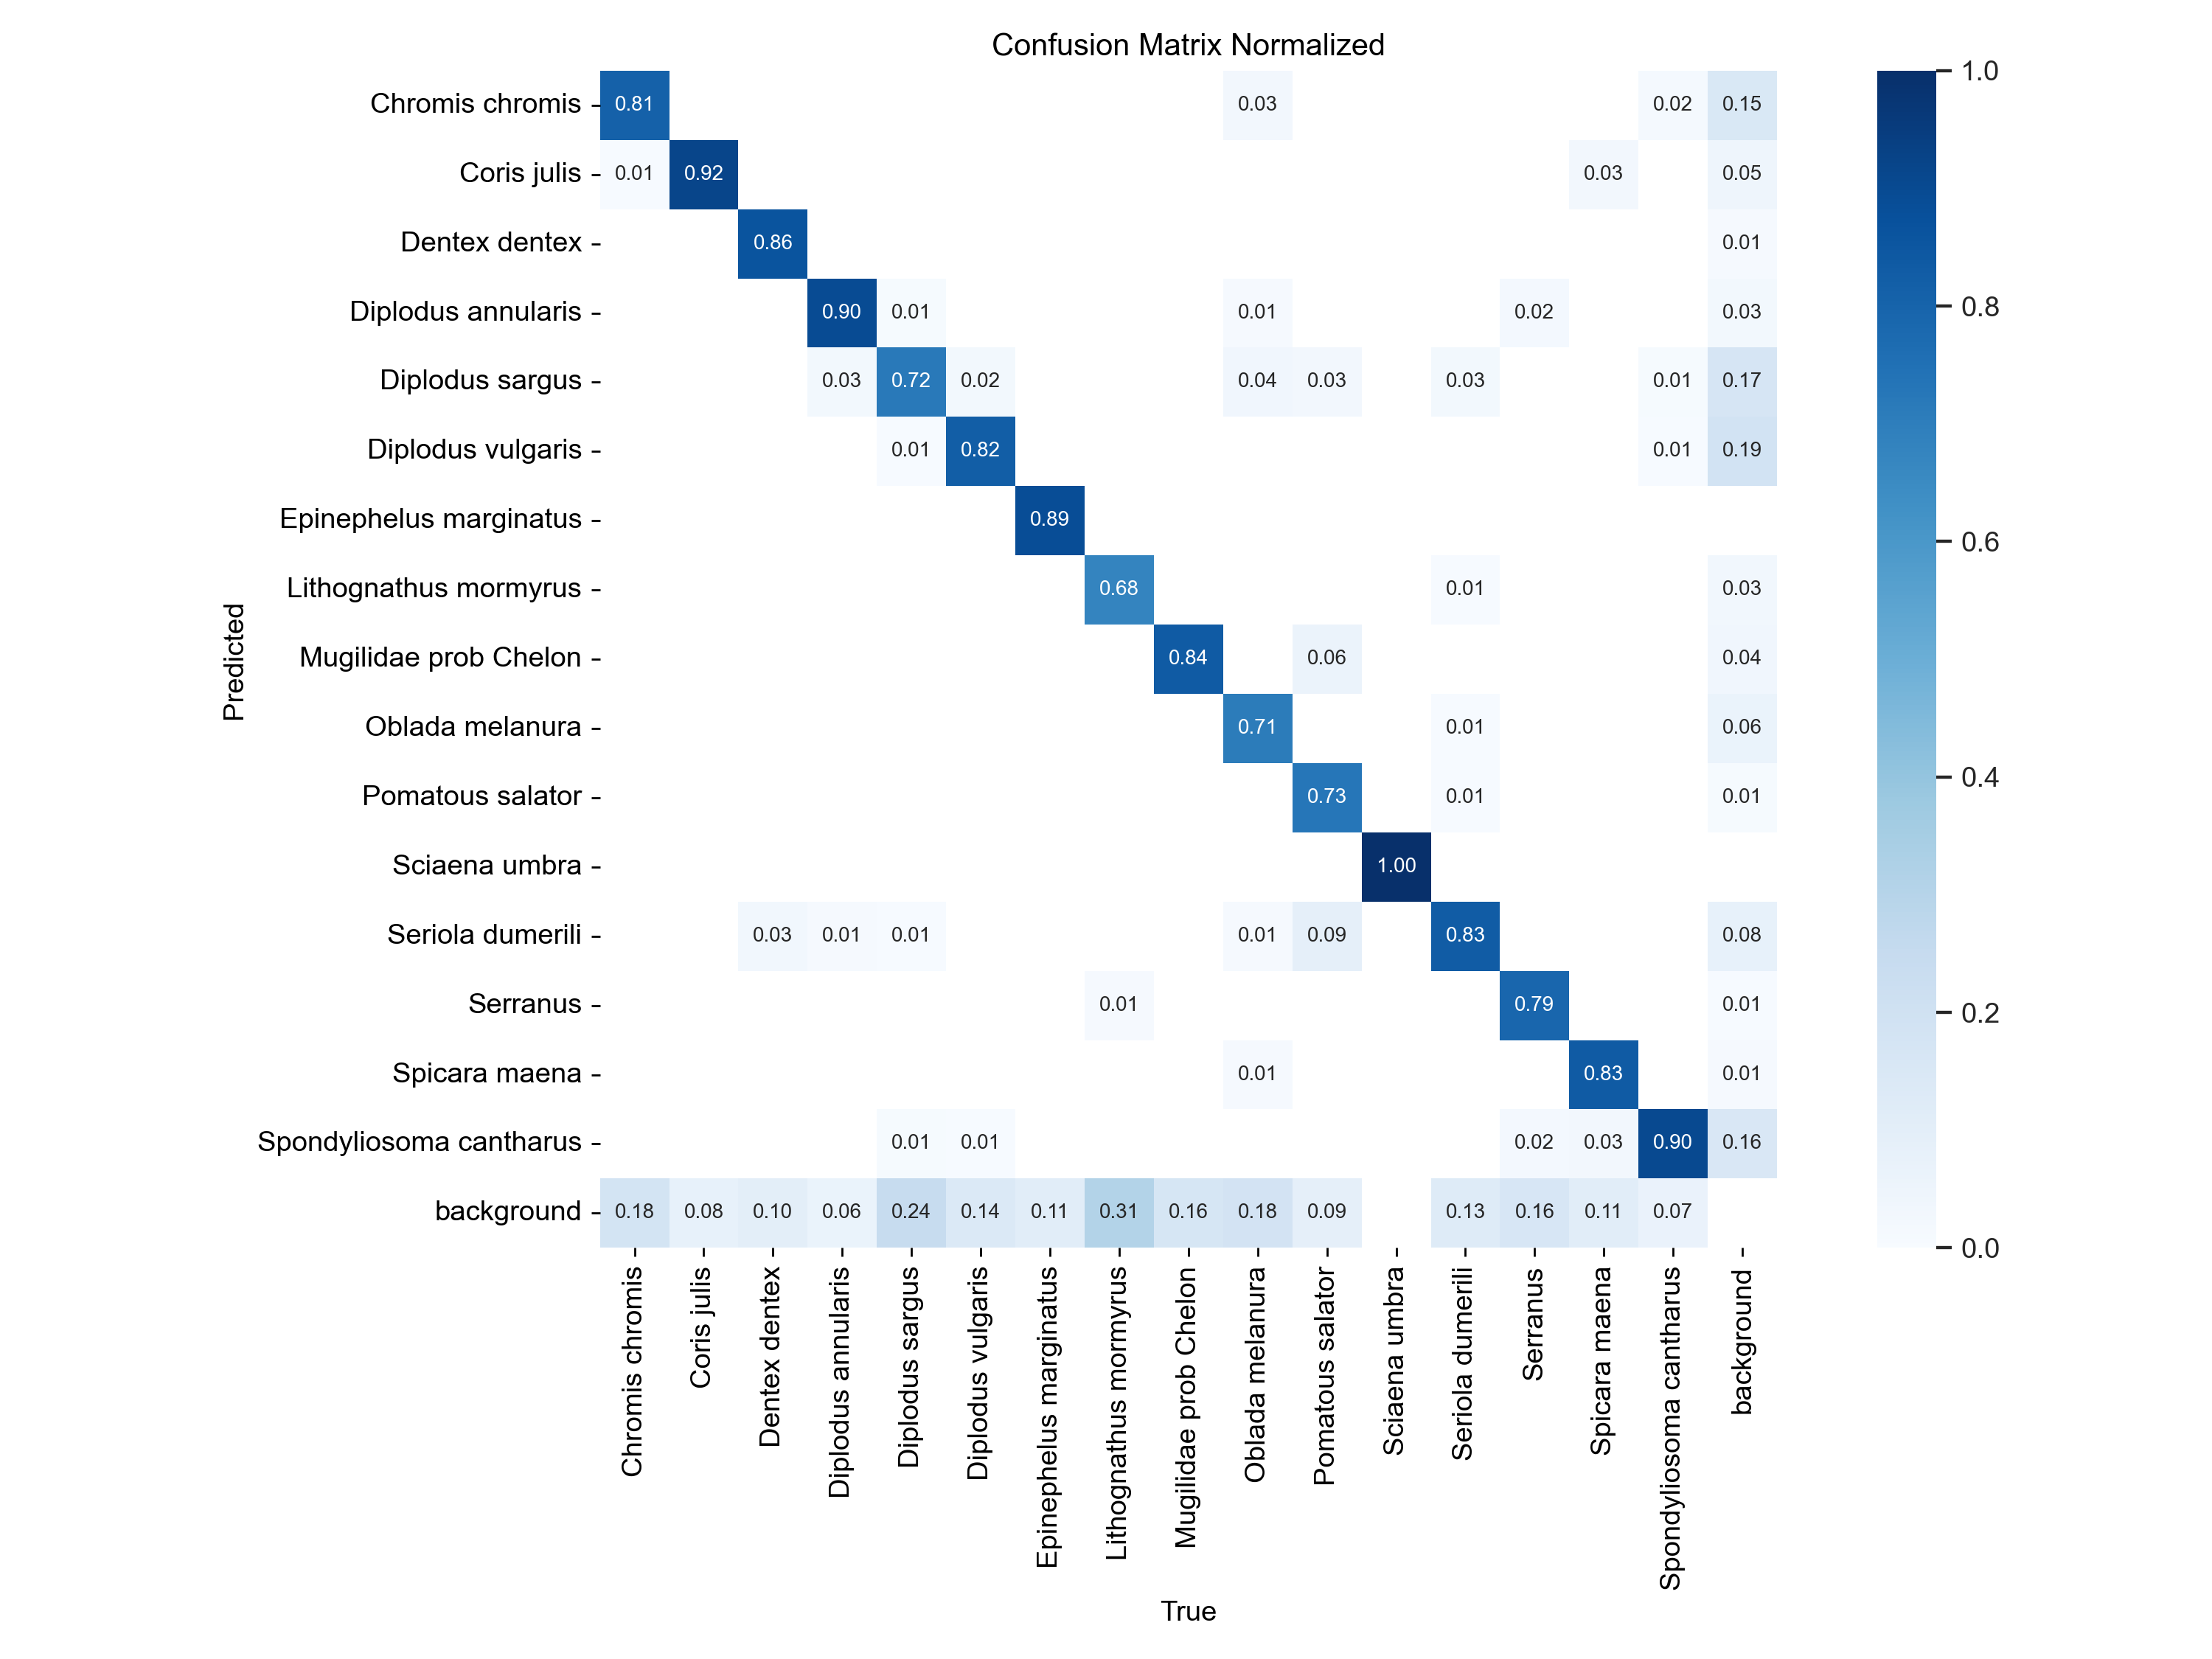 Confusion Matrix Normalized
Chromis chromis 0.81 0.03 0.02 0.15
Coris julis 0.01 0.92 0.03 0.05
Dentex dentex 0.86 0.01
Diplodus annularis 0.90 0.01 0.01 0.02 0.03
Diplodus sargus 0.03 0.72 0.02 0.04 0.03 0.03 0.01 0.17
Diplodus vulgaris 0.01 0.82 0.01 0.19
Epinephelus marginatus 0.89
Lithognathus mormyrus 0.68 0.01 0.03
Mugilidae prob Chelon 0.84 0.06 0.04
Oblada melanura 0.71 0.01 0.06
Pomatous salator 0.73 0.01 0.01
Sciaena umbra 1.00
Seriola dumerili 0.03 0.01 0.01 0.01 0.09 0.83 0.08
Serranus 0.01 0.79 0.01
Spicara maena 0.01 0.83 0.01
Spondyliosoma cantharus 0.01 0.01 0.02 0.03 0.90 0.16
background 0.18 0.08 0.10 0.06 0.24 0.14 0.11 0.31 0.16 0.18 0.09 0.13 0.16 0.11 0.07
Predicted
Chromis chromis
Coris julis
Dentex dentex
Diplodus annularis
Diplodus sargus
Diplodus vulgaris
Epinephelus marginatus
Lithognathus mormyrus
Mugilidae prob Chelon
Oblada melanura
Pomatous salator
Sciaena umbra
Seriola dumerili
Serranus
Spicara maena
Spondyliosoma cantharus
background
True
1.0
0.8
0.6
0.4
0.2
0.0